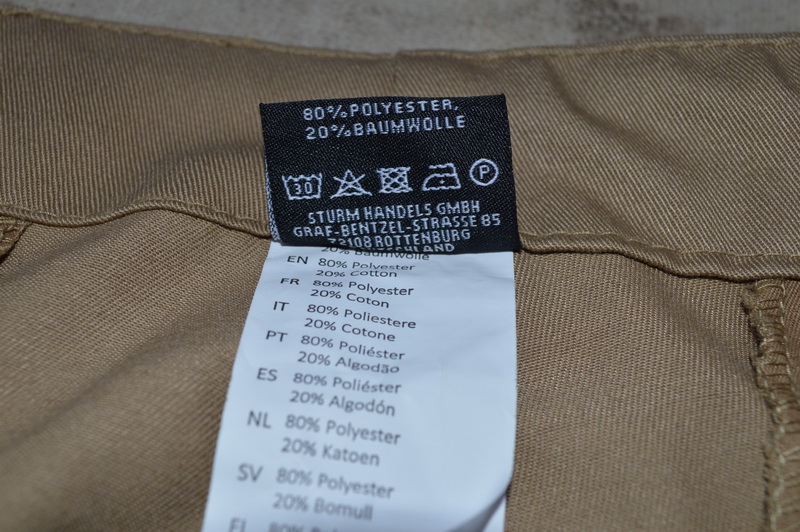 80%POLYESTER,
20%BAUMWOLLE
30
P
STURM HANDELS GMBH
GRAF-BENTZEL-STRASSE 85
72108 ROTTENBURG
20% Baumwolle
EN 80% Polyester
20% Cotton
FR 80% Polyester
20% Coton
IT 80% Poliestere
20% Cotone
PT 80% Poliéster
20% Algodão
ES 80% Poliéster
20% Algodón
NL 80% Polyester
20% Katoen
SV 80% Polyester
20% Bomull